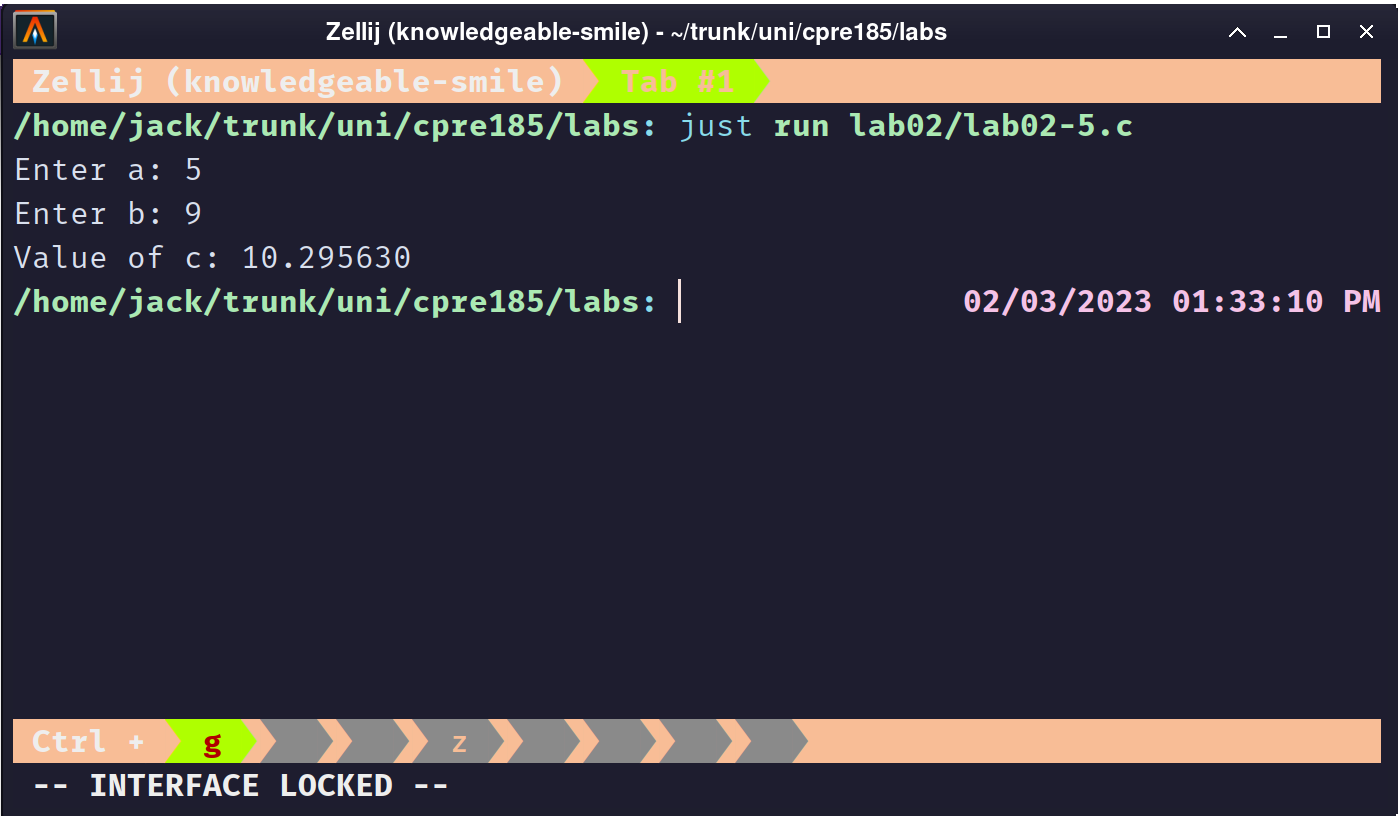 Zellij (knowledgeable-smile) - ~/trunk/uni/cpre185/labs
Zellij (knowledgeable-smile) Tab #1
/home/jack/trunk/uni/cpre185/labs: just run lab02/lab02-5.c
Enter a: 5
Enter b: 9
Value of c: 10.295630
/home/jack/trunk/uni/cpre185/labs: 02/03/2023 01:33:10 PM
Ctrl + g z
-- INTERFACE LOCKED --